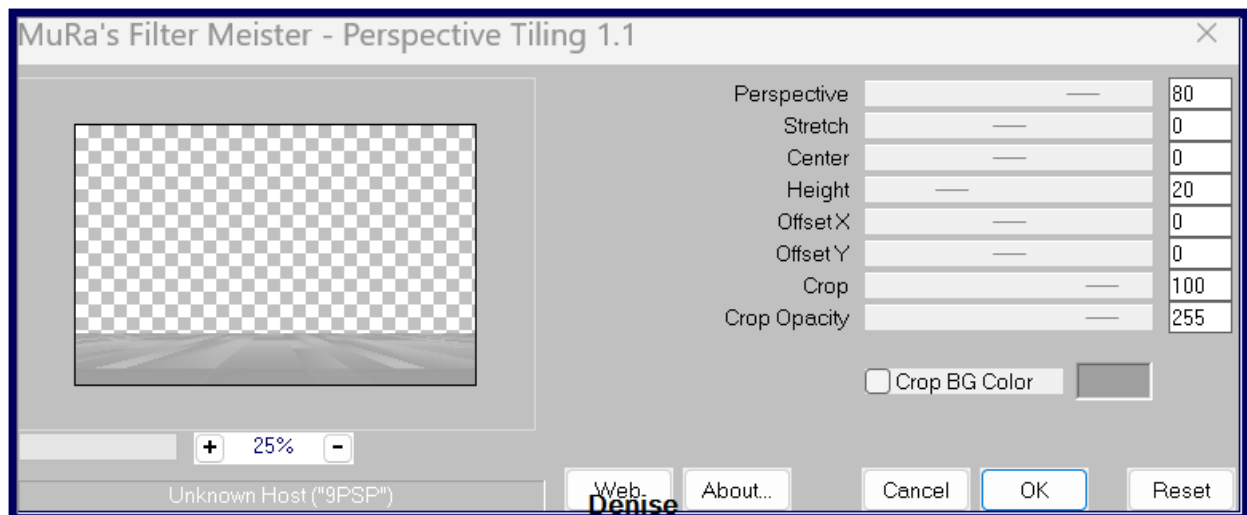 MuRa's Filter Meister - Perspective Tiling 1.1
Perspective 80
Stretch 0
Center 0
Height 20
Offset X 0
Offset Y 0
Crop 100
Crop Opacity 255
Crop BG Color
+ 25% -
Unknown Host ("9PSP")
Web. About... Cancel OK Reset
Denise